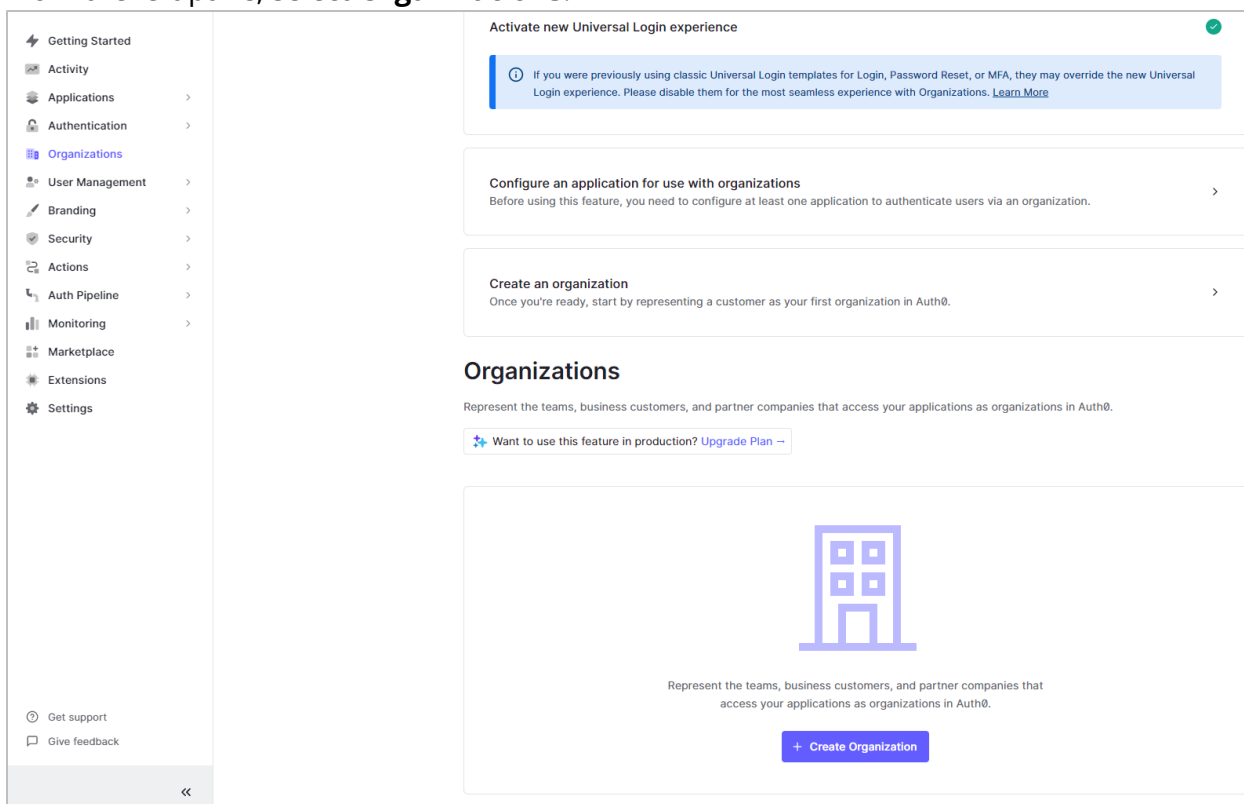 Getting Started
Activity
Applications
Authentication
Organizations
User Management
Branding
Security
Actions
Auth Pipeline
Monitoring
Marketplace
Extensions
Settings
Get support
Give feedback
Activate new Universal Login experience
If you were previously using classic Universal Login templates for Login, Password Reset, or MFA, they may override the new Universal
Login experience. Please disable them for the most seamless experience with Organizations. Learn More
Configure an application for use with organizations
Before using this feature, you need to configure at least one application to authenticate users via an organization.
Create an organization
Once you're ready, start by representing a customer as your first organization in Auth0.
Organizations
Represent the teams, business customers, and partner companies that access your applications as organizations in Auth0.
Want to use this feature in production? Upgrade Plan →
Represent the teams, business customers, and partner companies that
access your applications as organizations in Auth0.
+ Create Organization